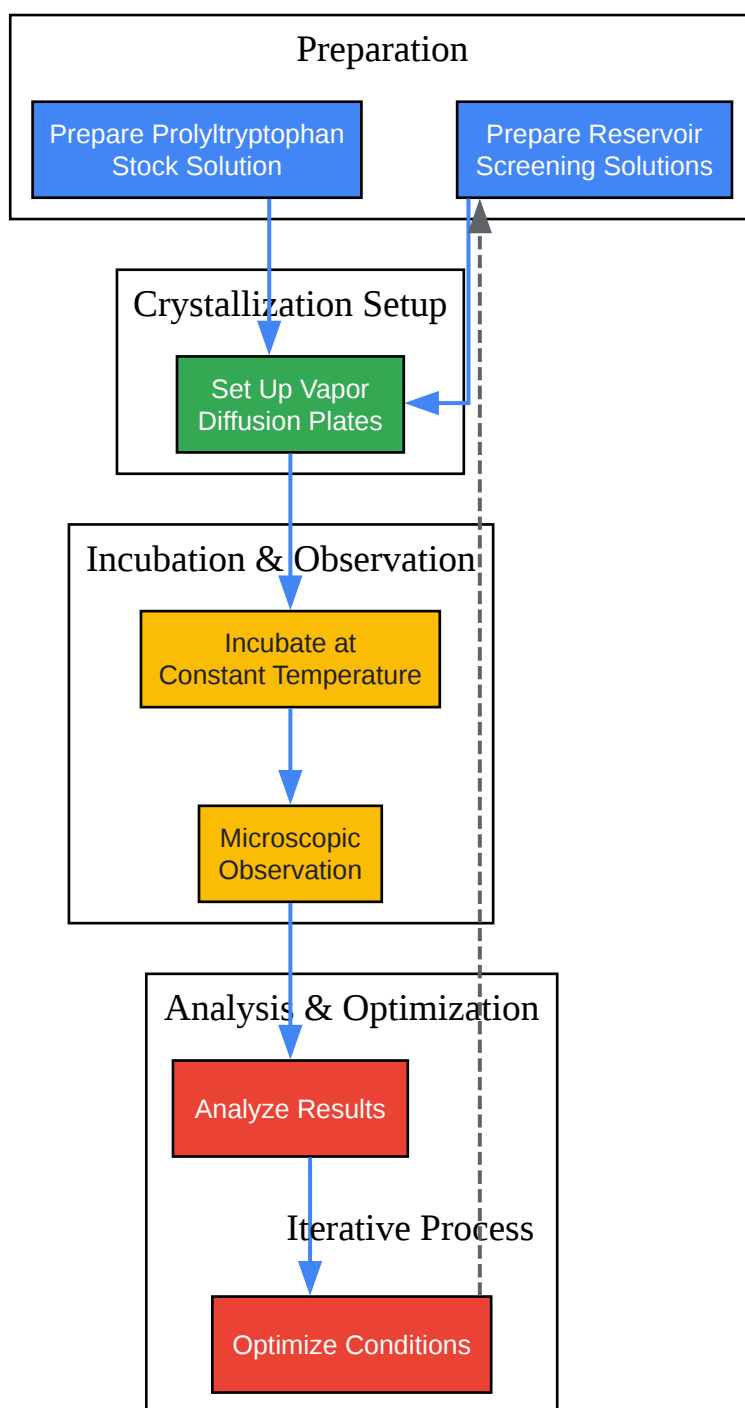 Preparation
Prepare Prolyltryptophan
Stock Solution
Prepare Reservoir
Screening Solutions
Crystallization Setup
Set Up Vapor
Diffusion Plates
Incubation & Observation
Incubate at
Constant Temperature
Microscopic
Observation
Analysis & Optimization
Analyze Results
Iterative Process
Optimize Conditions